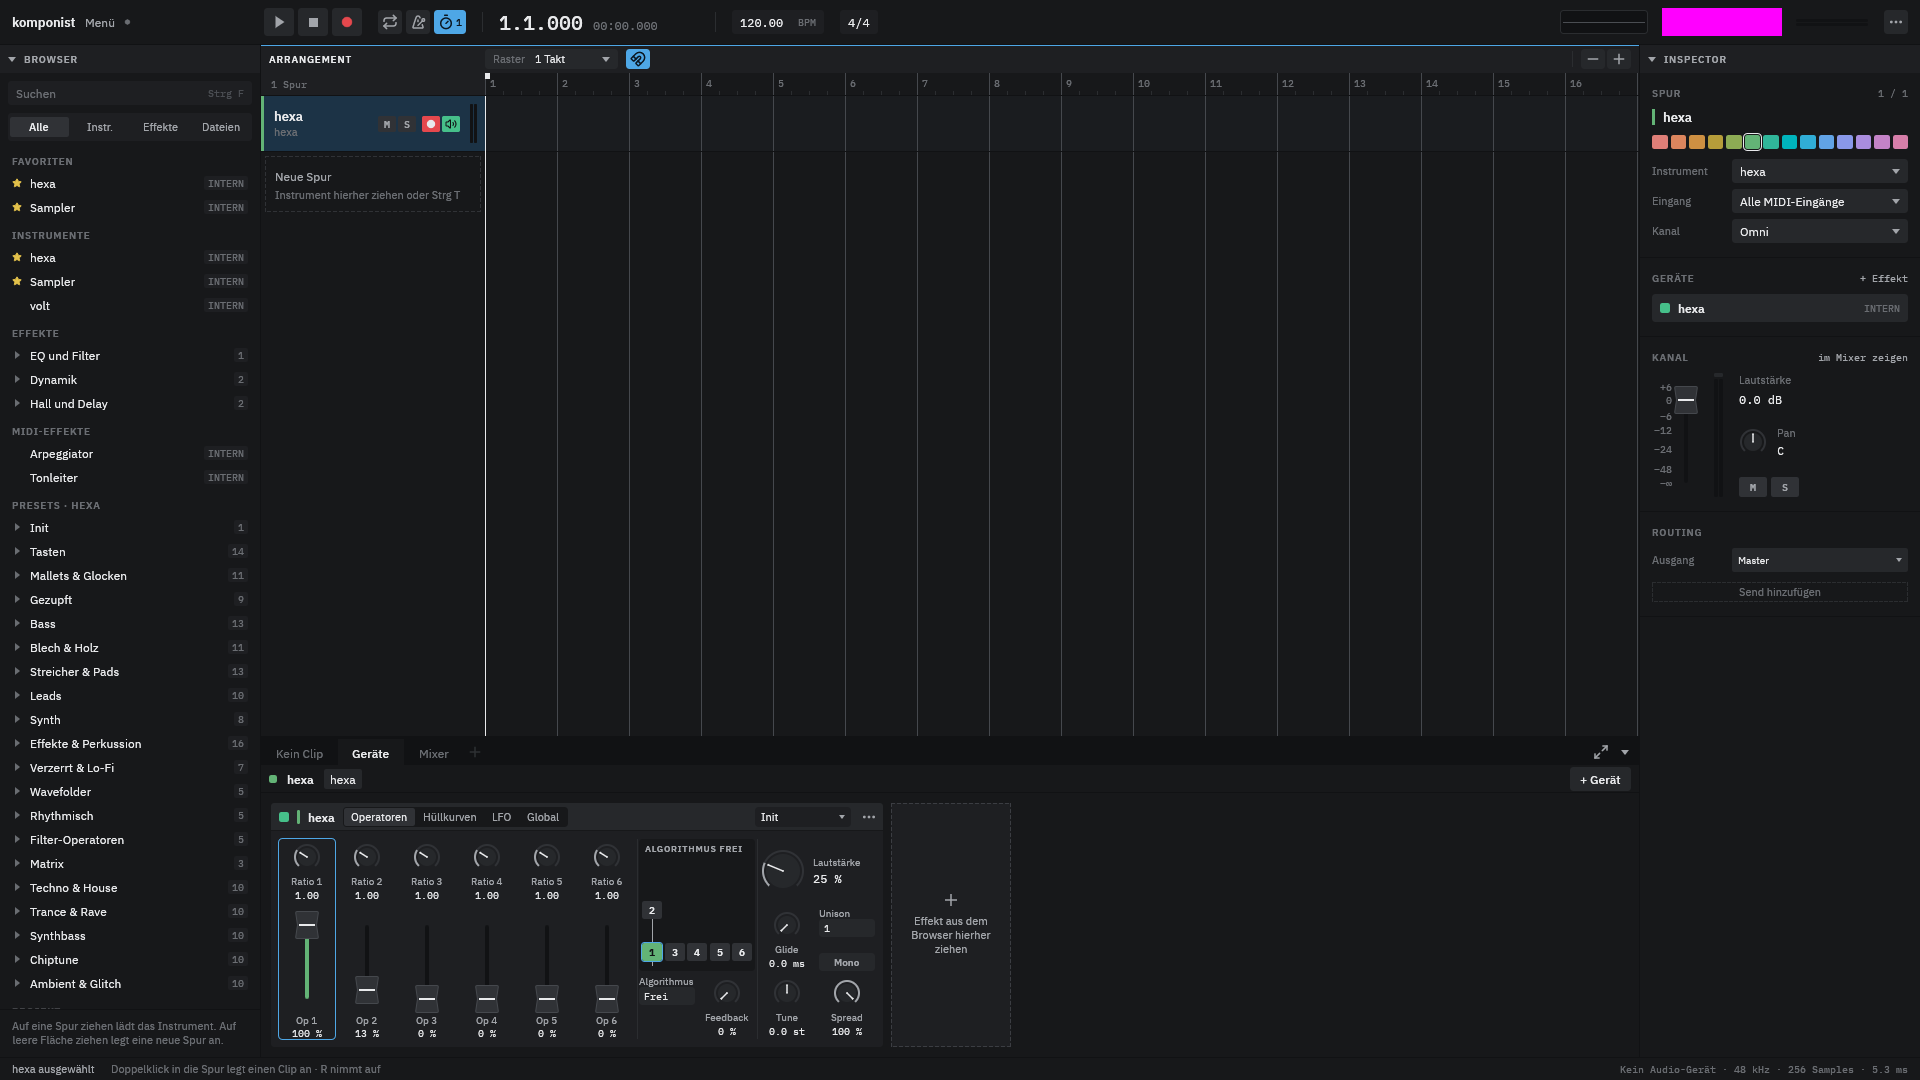 komponist Menü
1
1.1.000 00:00.000
120.00 BPM 4/4
BROWSER
Suchen Strg F
Alle Instr. Effekte Dateien
FAVORITEN
hexa INTERN
Sampler INTERN
INSTRUMENTE
hexa INTERN
Sampler INTERN
volt INTERN
EFFEKTE
EQ und Filter 1
Dynamik 2
Hall und Delay 2
MIDI-EFFEKTE
Arpeggiator INTERN
Tonleiter INTERN
PRESETS · HEXA
Init 1
Tasten 14
Mallets & Glocken 11
Gezupft 9
Bass 13
Blech & Holz 11
Streicher & Pads 13
Leads 10
Synth 8
Effekte & Perkussion 16
Verzerrt & Lo-Fi 7
Wavefolder 5
Rhythmisch 5
Filter-Operatoren 5
Matrix 3
Techno & House 10
Trance & Rave 10
Synthbass 10
Chiptune 10
Ambient & Glitch 10
Auf eine Spur ziehen lädt das Instrument. Auf
leere Fläche ziehen legt eine neue Spur an.
ARRANGEMENT Raster 1 Takt
1 Spur
1 2 3 4 5 6 7 8 9 10 11 12 13 14 15 16
hexa
hexa
M S
Neue Spur
Instrument hierher ziehen oder Strg T
Kein Clip Geräte Mixer
hexa hexa + Gerät
hexa Operatoren Hüllkurven LFO Global Init
Ratio 1 Ratio 2 Ratio 3 Ratio 4 Ratio 5 Ratio 6
1.00 1.00 1.00 1.00 1.00 1.00
Op 1 Op 2 Op 3 Op 4 Op 5 Op 6
100 % 13 % 0 % 0 % 0 % 0 %
ALGORITHMUS FREI
2
1 3 4 5 6
Algorithmus
Frei
Feedback
0 %
Lautstärke
25 %
Unison
1
Glide
0.0 ms
Mono
Tune
0.0 st
Spread
100 %
Effekt aus dem
Browser hierher
ziehen
INSPECTOR
SPUR 1 / 1
hexa
Instrument hexa
Eingang Alle MIDI-Eingänge
Kanal Omni
GERÄTE + Effekt
hexa INTERN
KANAL im Mixer zeigen
+6
0
−6
−12
−24
−48
−∞
Lautstärke
0.0 dB
Pan
C
M S
ROUTING
Ausgang Master
Send hinzufügen
hexa ausgewählt Doppelklick in die Spur legt einen Clip an · R nimmt auf
Kein Audio-Gerät · 48 kHz · 256 Samples · 5.3 ms